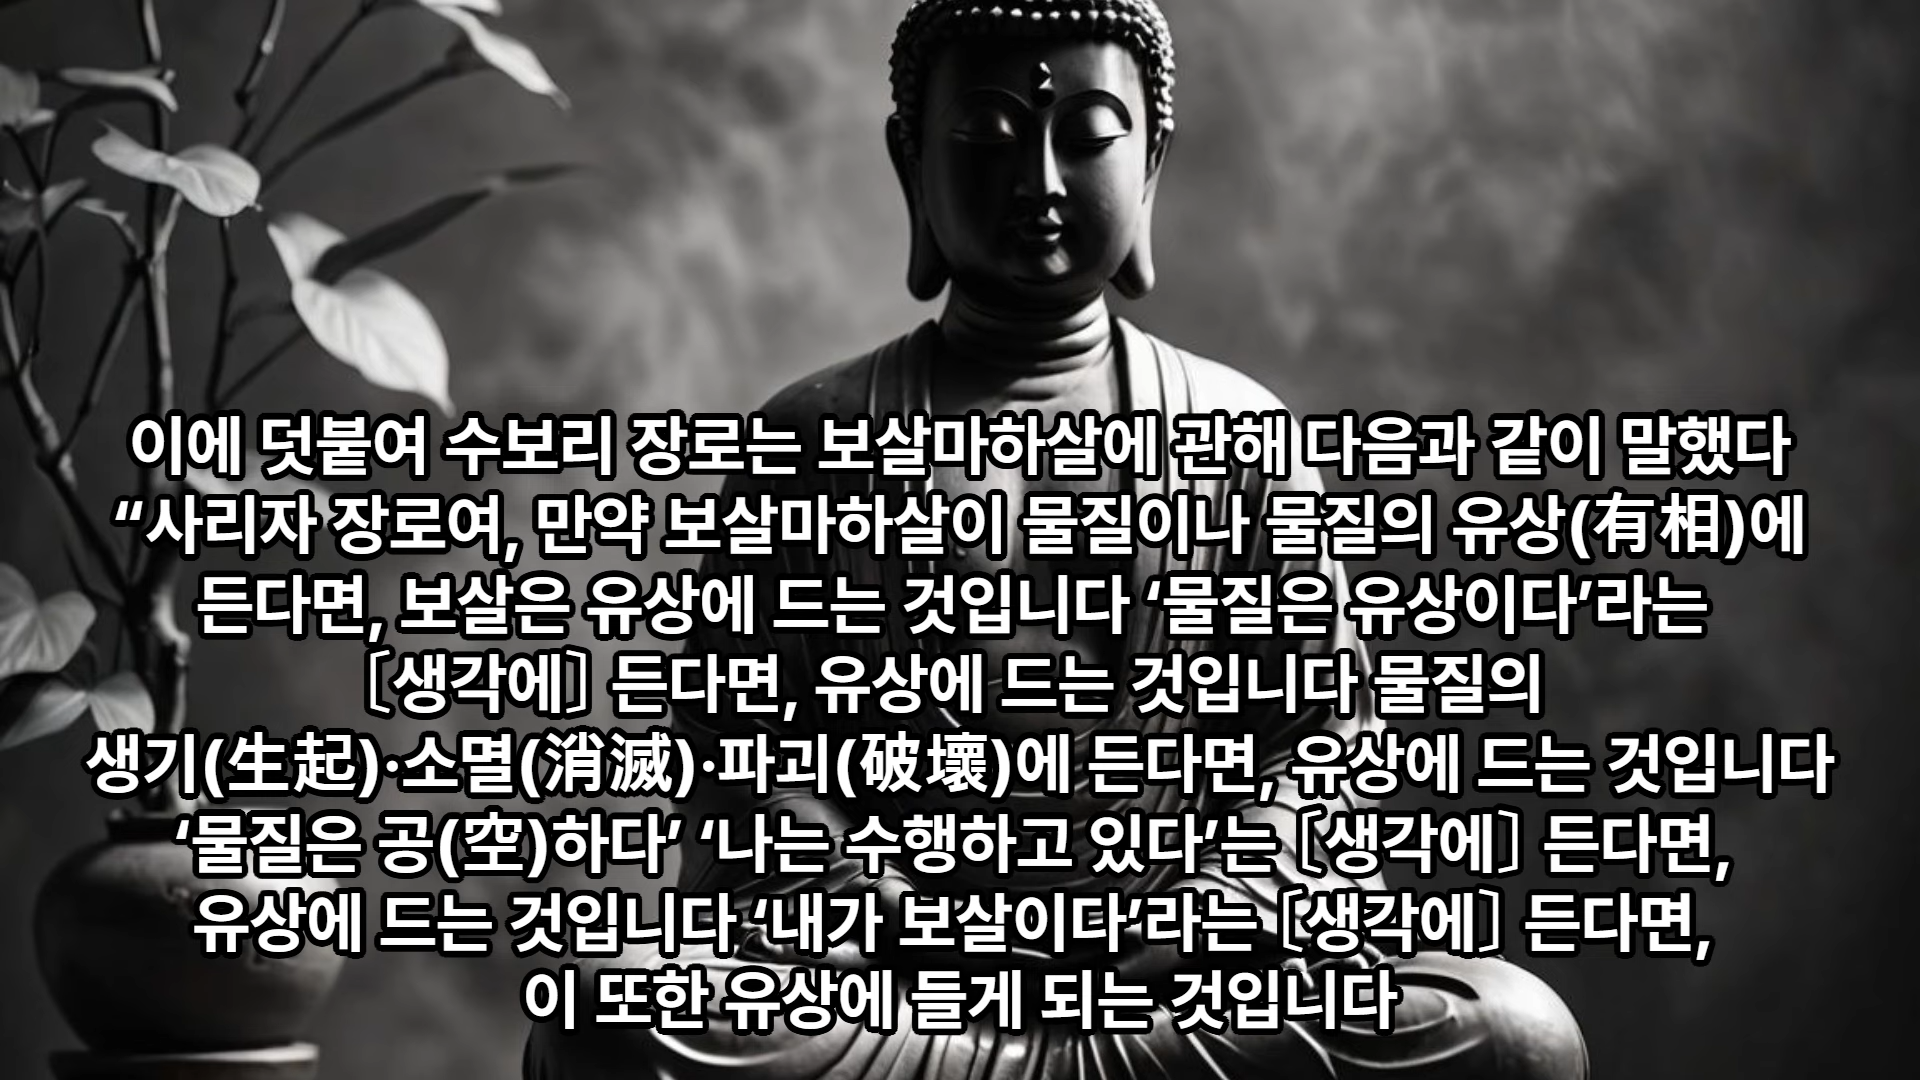 이에 덧붙여 수보리 장로는 보살마하살에 관해 다음과 같이 말했다
“사리자 장로여, 만약 보살마하살이 물질이나 물질의 유상(有相)에
든다면, 보살은 유상에 드는 것입니다 ‘물질은 유상이다’라는
〔생각에〕 든다면, 유상에 드는 것입니다 물질의
생기(生起)·소멸(消滅)·파괴(破壞)에 든다면, 유상에 드는 것입니다
‘물질은 공(空)하다’ ‘나는 수행하고 있다’는 〔생각에〕 든다면,
유상에 드는 것입니다 ‘내가 보살이다’라는 〔생각에〕 든다면,
이 또한 유상에 들게 되는 것입니다